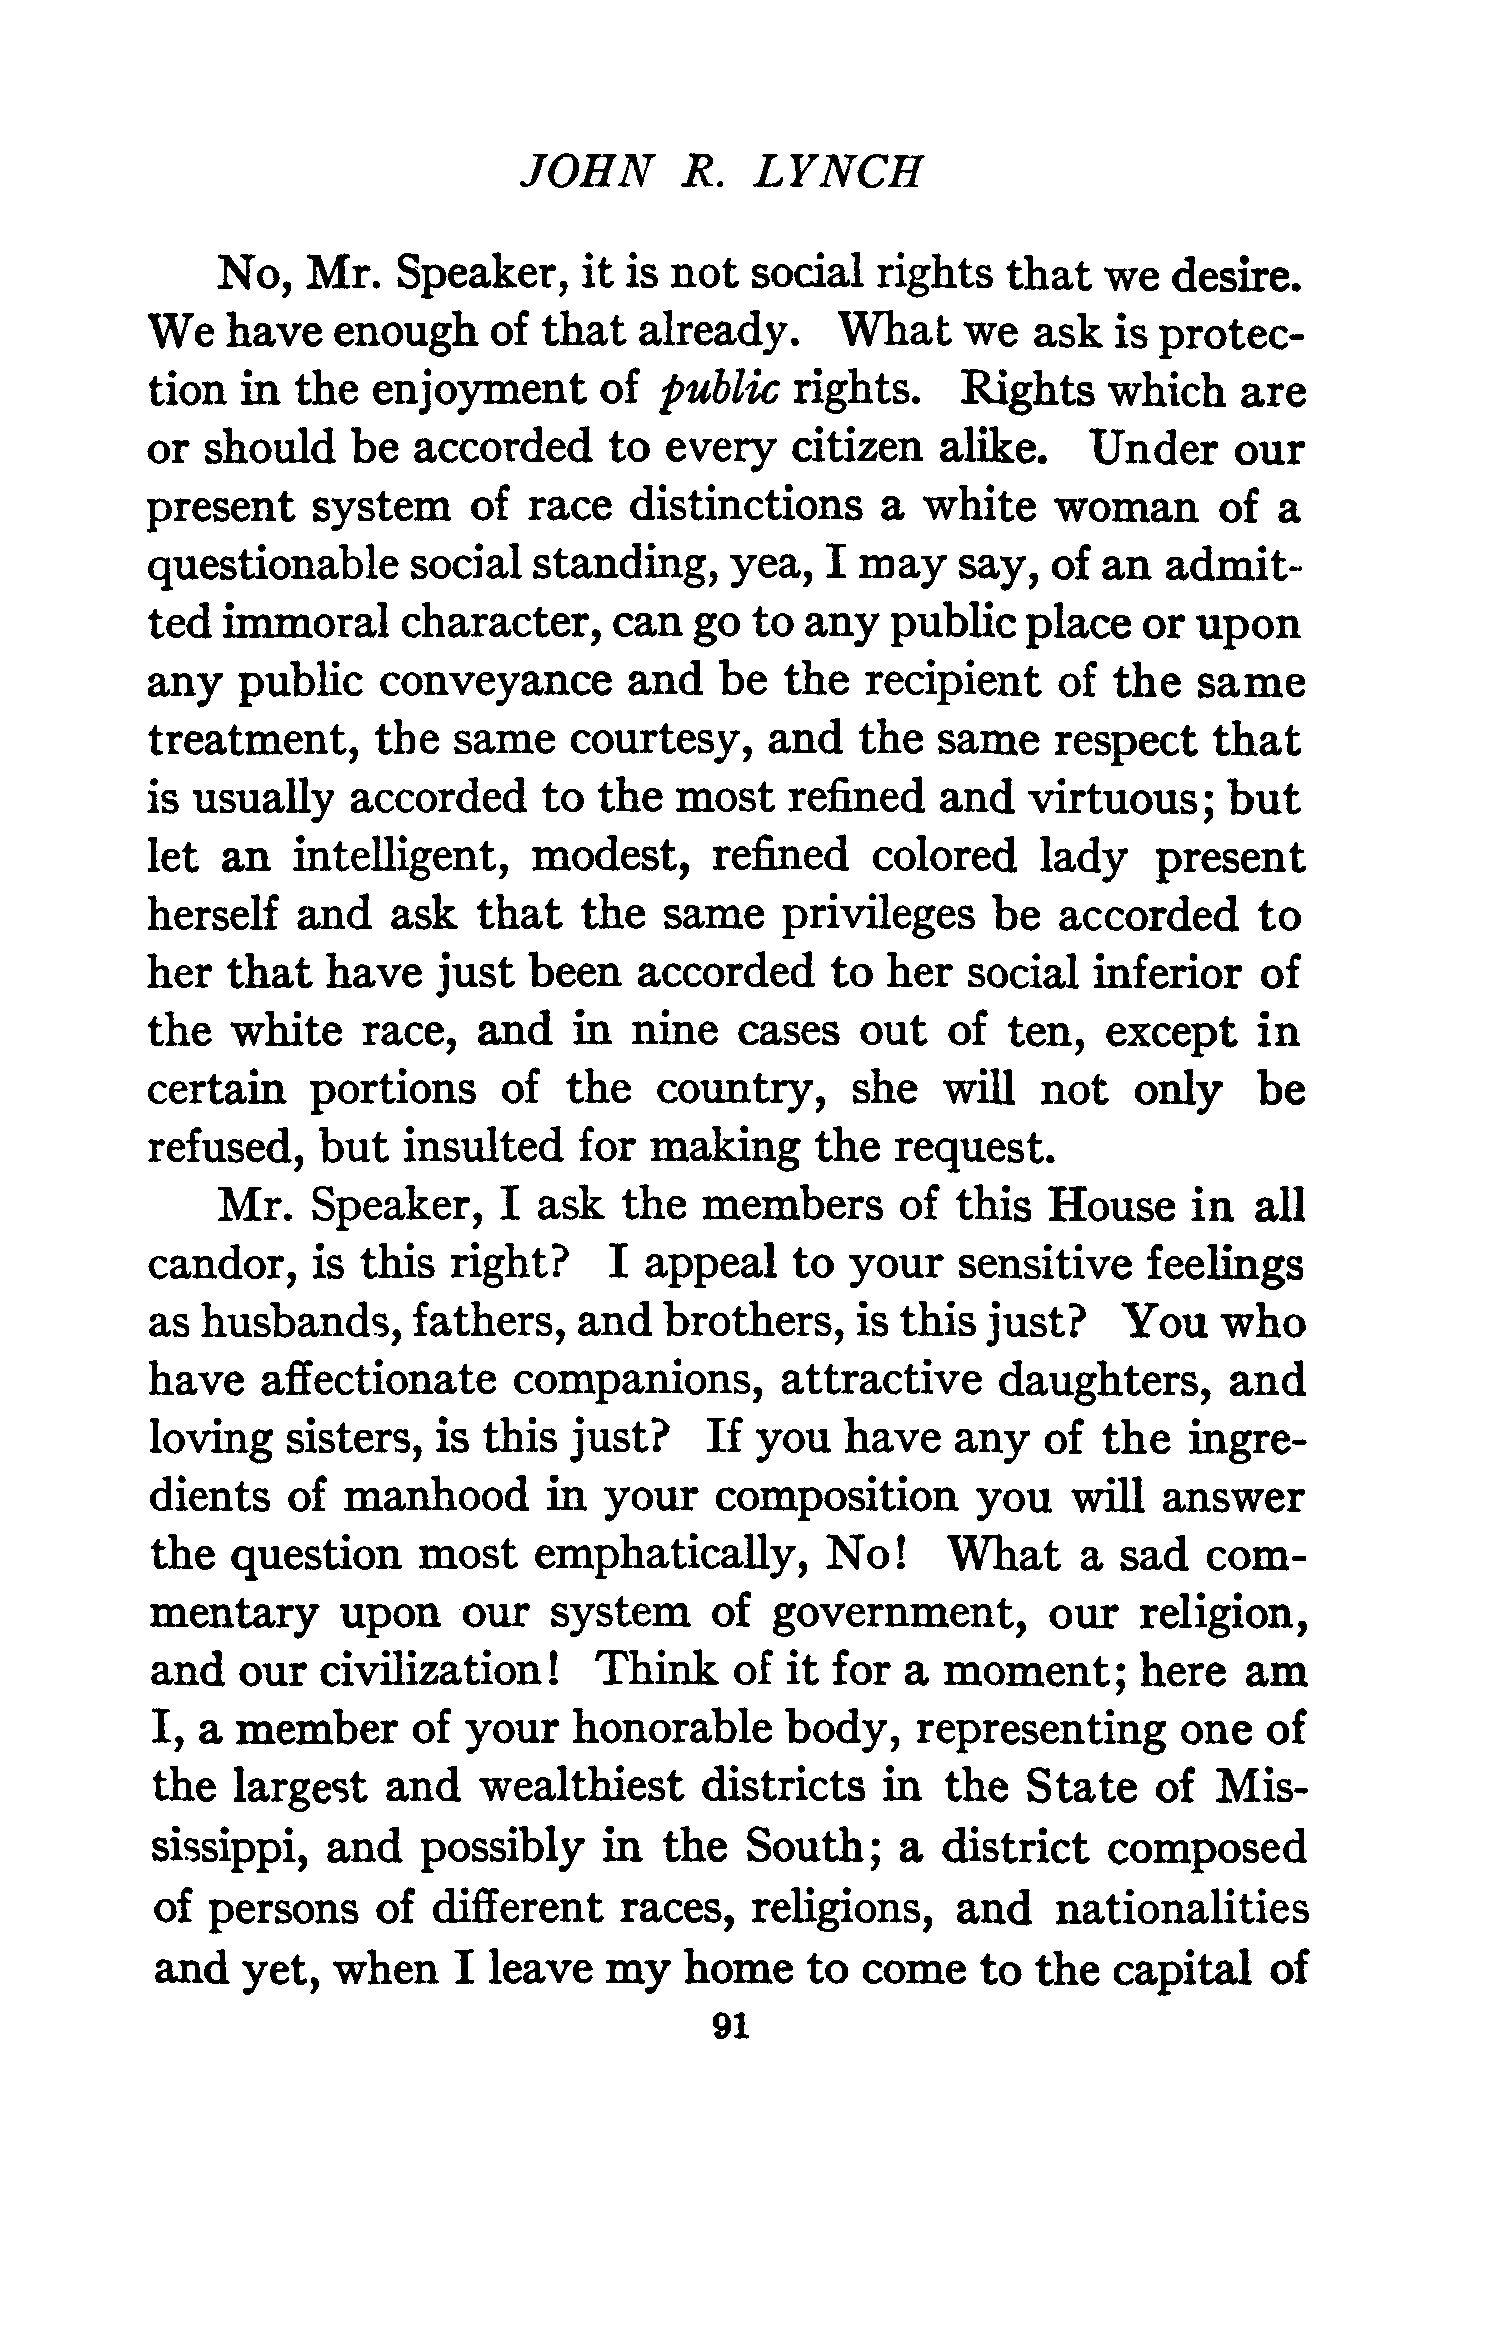 JOHN R. LYNCH
No, Mr. Speaker, it is not social rights that we desire.
We have enough of that already. What we ask is protec-
tion in the enjoyment of public rights. Rights which are
or should be accorded to every citizen alike. Under our
present system of race distinctions a white woman of a
questionable social standing, yea, I may say, of an admit-
ted immoral character, can go to any public place or upon
any public conveyance and be the recipient of the same
treatment, the same courtesy, and the same respect that
is usually accorded to the most refined and virtuous; but
let an intelligent, modest, refined colored lady present
herself and ask that the same privileges be accorded to
her that have just been accorded to her social inferior of
the white race, and in nine cases out of ten, except in
certain portions of the country, she will not only be
refused, but insulted for making the request.
Mr. Speaker, I ask the members of this House in all
candor, is this right? I appeal to your sensitive feelings
as husbands, fathers, and brothers, is this just? You who
have affectionate companions, attractive daughters, and
loving sisters, is this just? If you have any of the ingre-
dients of manhood in your composition you will answer
the question most emphatically, No! What a sad com-
mentary upon our system of government, our religion,
and our civilization! Think of it for a moment; here am
I, a member of your honorable body, representing one of
the largest and wealthiest districts in the State of Mis-
sissippi, and possibly in the South; a district composed
of persons of different races, religions, and nationalities
and yet, when I leave my home to come to the capital of
91